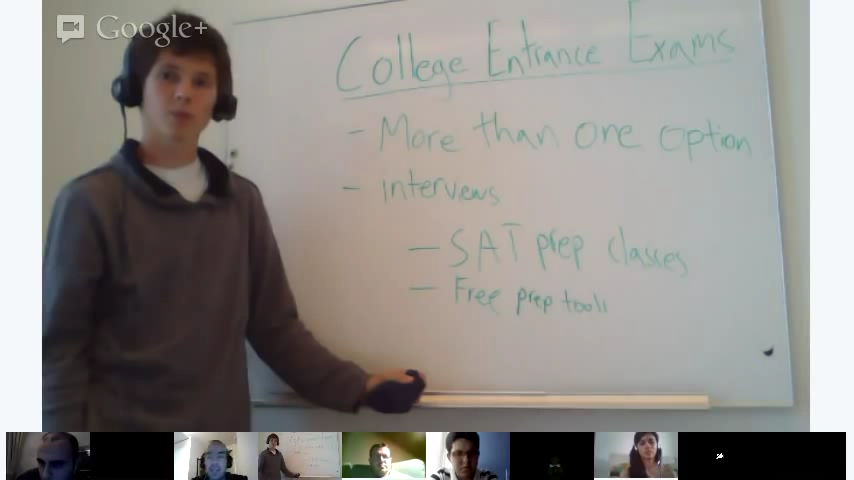 Google+
College Entrance Exams
- More than one option
- interviews
- SAT prep classes
- Free prep tools